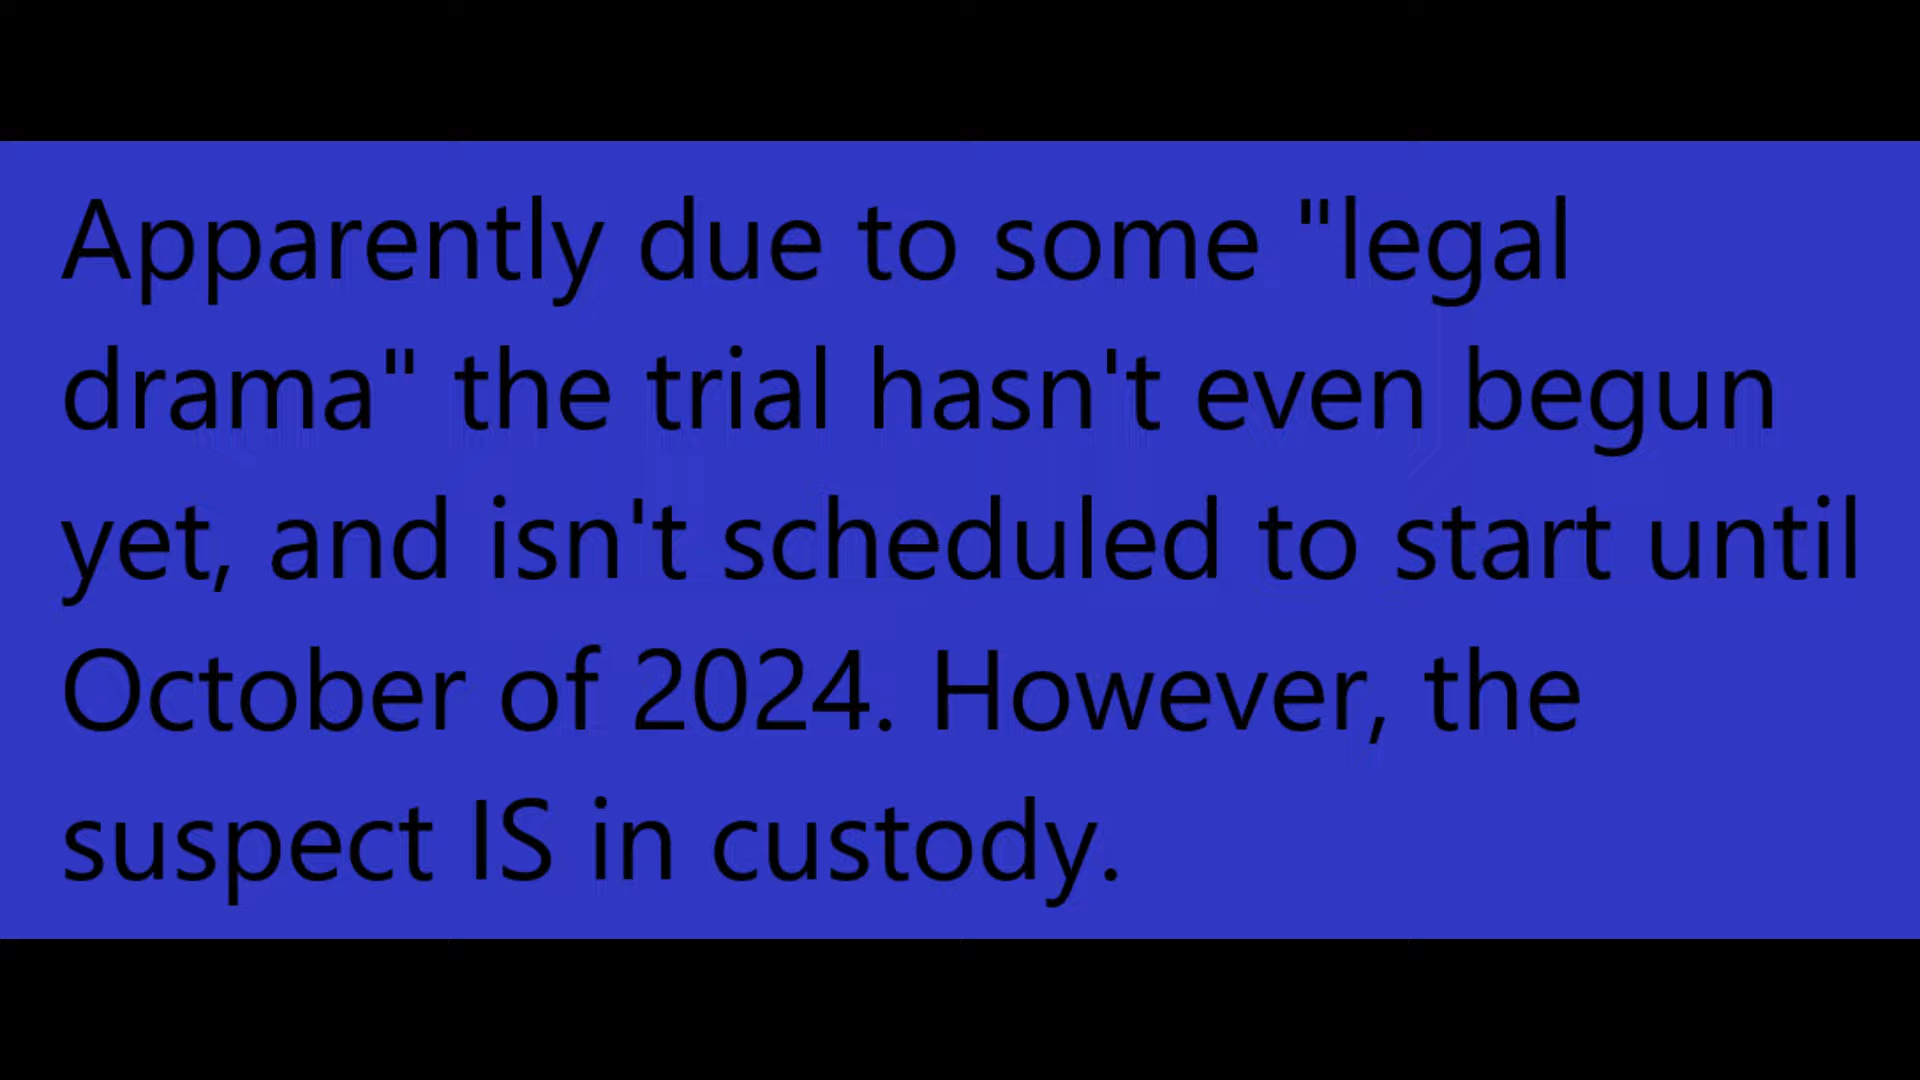 Apparently due to some "legal
drama" the trial hasn't even begun
yet, and isn't scheduled to start until
October of 2024. However, the
suspect IS in custody.